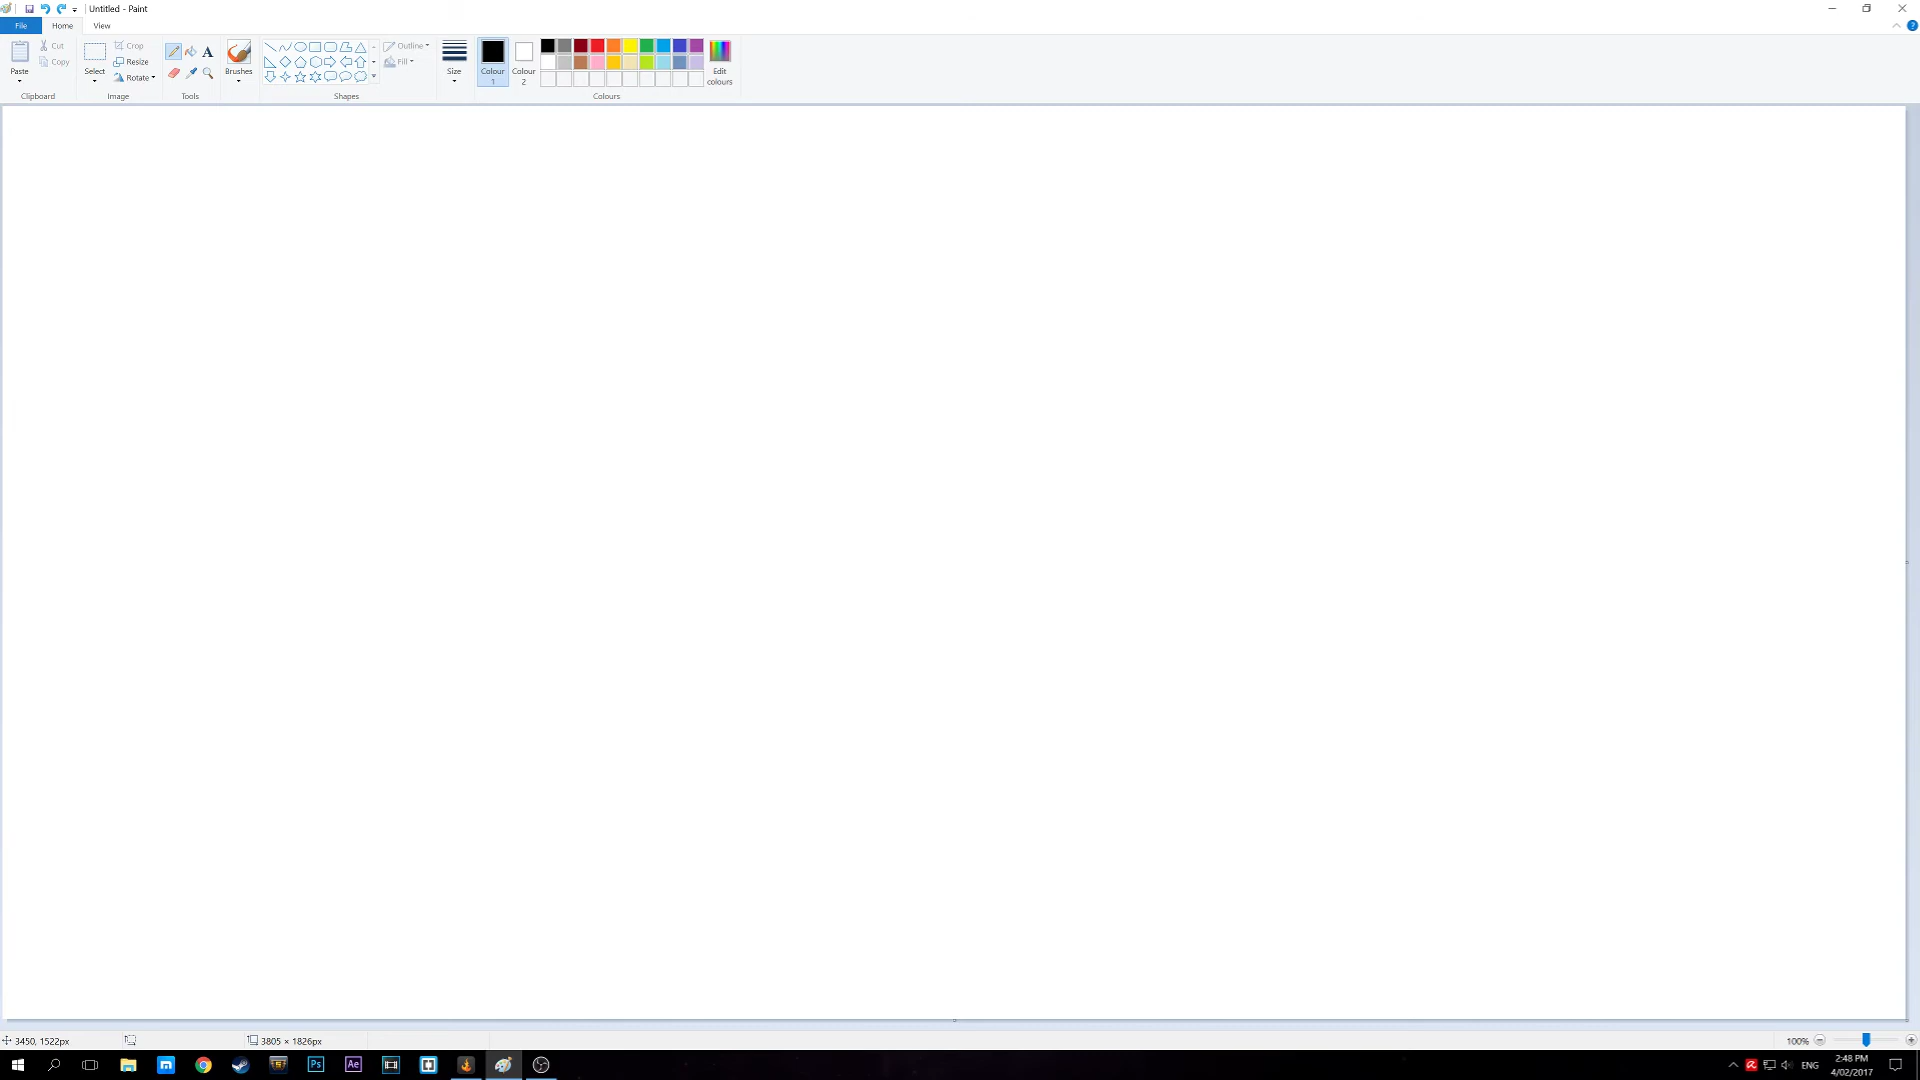 Untitled - Paint
File Home View
Paste
Cut
Copy
Clipboard
Select
Crop
Resize
Rotate
Image
A
Tools
Brushes
Shapes
Outline
Fill
Size
Colour
1
Colour
2
Edit
colours
Colours
3450, 1522px
3805 × 1826px
100%
Ps
Ae
ENG
2:48 PM
4/02/2017